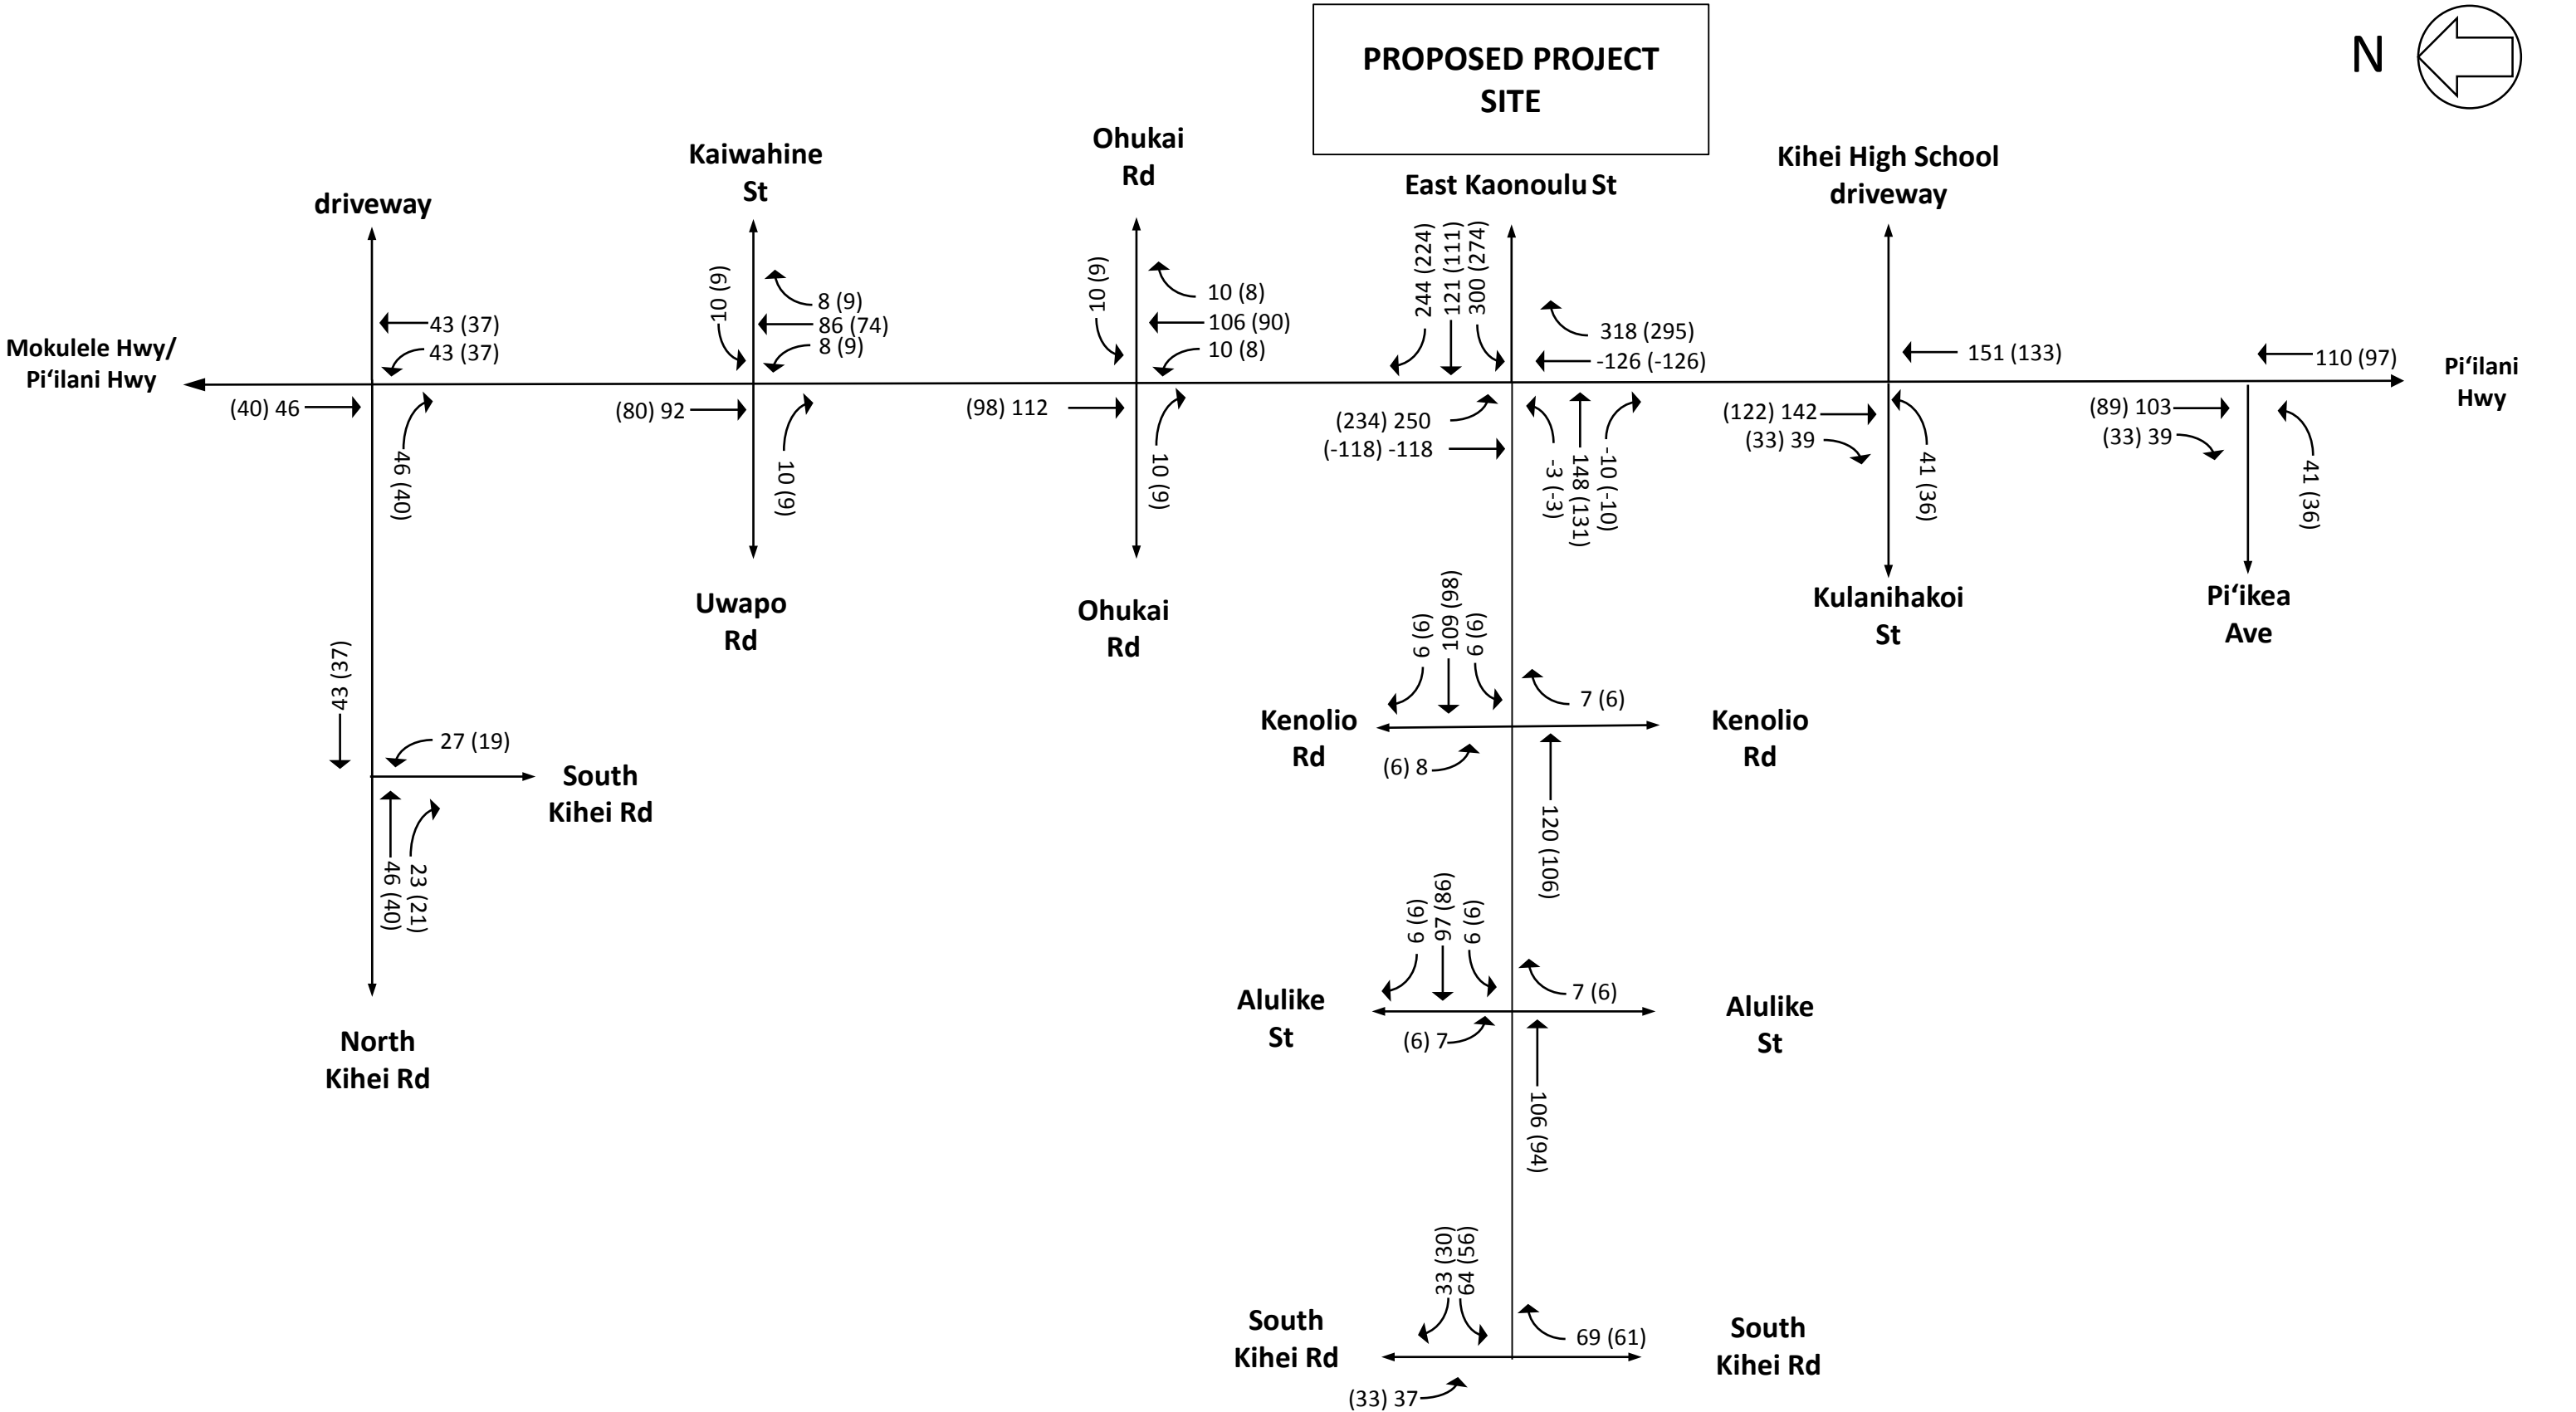 PROPOSED PROJECT
SITE
N
driveway
Kaiwahine
St
Ohukai
Rd
East Kaonoulu St
Kihei High School
driveway
Mokulele Hwy/
Piʻilani Hwy
43 (37)
43 (37)
(40) 46
46 (40)
10 (9)
8 (9)
86 (74)
8 (9)
(80) 92
10 (9)
10 (9)
10 (8)
106 (90)
10 (8)
(98) 112
10 (9)
244 (224)
121 (111)
300 (274)
318 (295)
-126 (-126)
(234) 250
(-118) -118
-3 (-3)
148 (131)
-10 (-10)
151 (133)
(122) 142
(33) 39
41 (36)
110 (97)
(89) 103
(33) 39
41 (36)
Piʻilani
Hwy
Uwapo
Rd
Ohukai
Rd
Kulanihakoi
St
Piʻikea
Ave
43 (37)
27 (19)
South
Kihei Rd
46 (40)
23 (21)
North
Kihei Rd
6 (6)
109 (98)
6 (6)
7 (6)
Kenolio
Rd
Kenolio
Rd
(6) 8
120 (106)
6 (6)
97 (86)
6 (6)
7 (6)
Alulike
St
Alulike
St
(6) 7
106 (94)
33 (30)
64 (56)
69 (61)
South
Kihei Rd
South
Kihei Rd
(33) 37